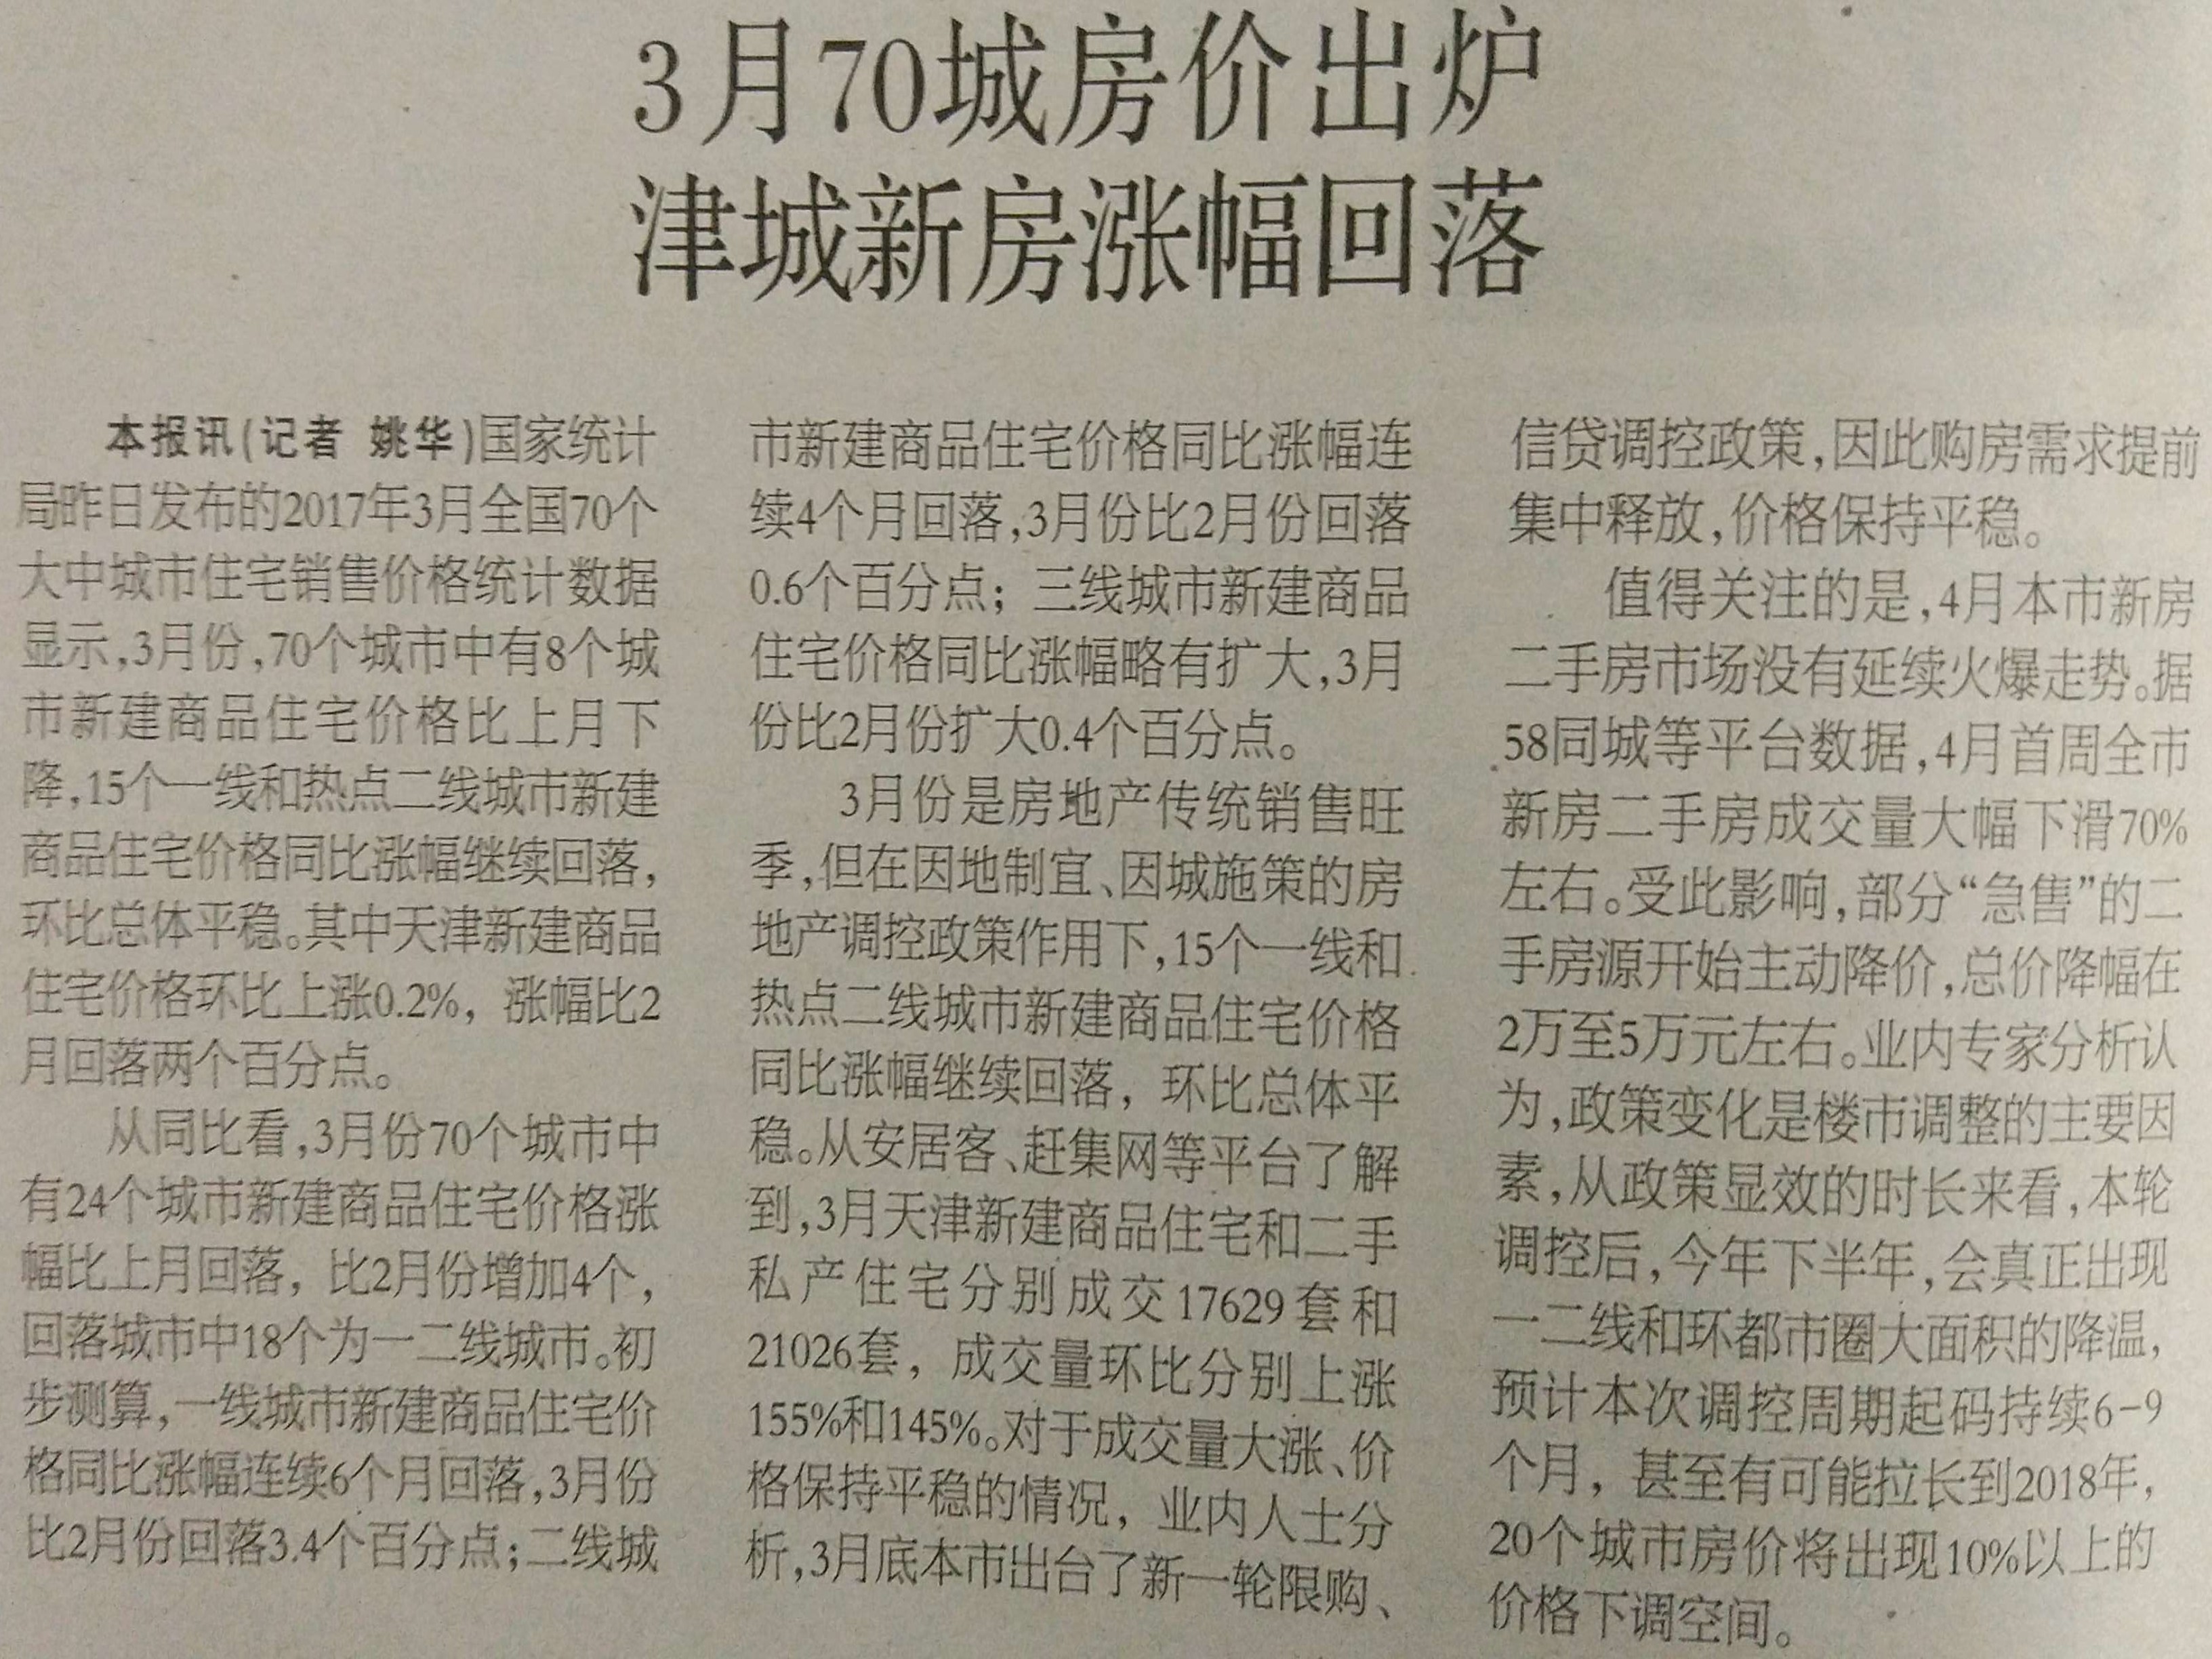 3月70城房价出炉
津城新房涨幅回落
本报讯(记者 姚华)国家统计
局昨日发布的2017年3月全国70个
大中城市住宅销售价格统计数据
显示,3月份,70个城市中有8个城
市新建商品住宅价格比上月下
降,15个一线和热点二线城市新建
商品住宅价格同比涨幅继续回落,
环比总体平稳。其中天津新建商品
住宅价格环比上涨0.2%,涨幅比2
月回落两个百分点。
从同比看,3月份70个城市中
有24个城市新建商品住宅价格涨
幅比上月回落,比2月份增加4个,
回落城市中18个为一二线城市。初
步测算,一线城市新建商品住宅价
格同比涨幅连续6个月回落,3月份
比2月份回落3.4个百分点;二线城
市新建商品住宅价格同比涨幅连
续4个月回落,3月份比2月份回落
0.6个百分点;三线城市新建商品
住宅价格同比涨幅略有扩大,3月
份比2月份扩大0.4个百分点。
3月份是房地产传统销售旺
季,但在因地制宜、因城施策的房
地产调控政策作用下,15个一线和
热点二线城市新建商品住宅价格
同比涨幅继续回落,环比总体平
稳。从安居客、赶集网等平台了解
到,3月天津新建商品住宅和二手
私产住宅分别成交17629套和
21026套,成交量环比分别上涨
155%和145%。对于成交量大涨、价
格保持平稳的情况,业内人士分
析,3月底本市出台了新一轮限购、
信贷调控政策,因此购房需求提前
集中释放,价格保持平稳。
值得关注的是,4月本市新房
二手房市场没有延续火爆走势。据
58同城等平台数据,4月首周全市
新房二手房成交量大幅下滑70%
左右。受此影响,部分“急售”的二
手房源开始主动降价,总价降幅在
2万至5万元左右。业内专家分析认
为,政策变化是楼市调整的主要因
素,从政策显效的时长来看,本轮
调控后,今年下半年,会真正出现
一二线和环都市圈大面积的降温,
预计本次调控周期起码持续6-9
个月,甚至有可能拉长到2018年,
20个城市房价将出现10%以上的
价格下调空间。